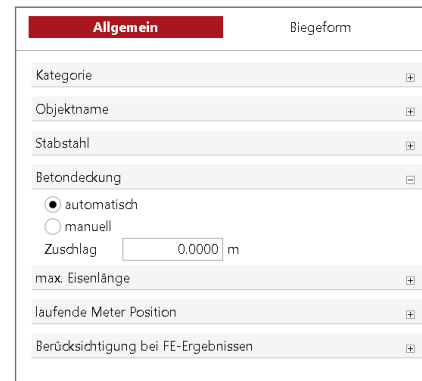 Allgemein Biegeform
Kategorie
Objektname
Stabstahl
Betondeckung
automatisch
manuell
Zuschlag 0.0000 m
max. Eisenlänge
laufende Meter Position
Berücksichtigung bei FE-Ergebnissen